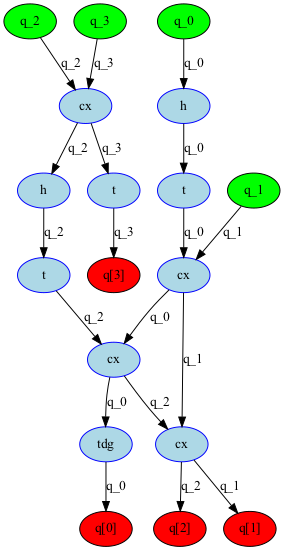 q_2 q_3 q_0
q_2 q_3 q_0
cx h
q_2 q_3 q_0
h t t q_1
q_2 q_3 q_0 q_1
t q[3] cx
q_2 q_0
cx q_1
q_0 q_2
tdg cx
q_0 q_2 q_1
q[0] q[2] q[1]